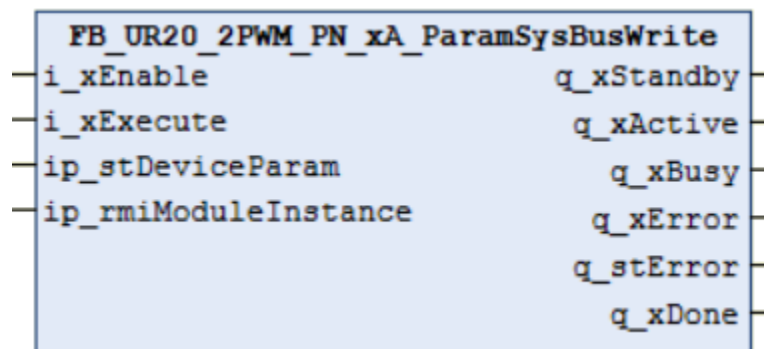 FB_UR20_2PWM_PN_xA_ParamSysBusWrite
i_xEnable q_xStandby
i_xExecute q_xActive
ip_stDeviceParam q_xBusy
ip_rmiModuleInstance q_xError
q_stError
q_xDone